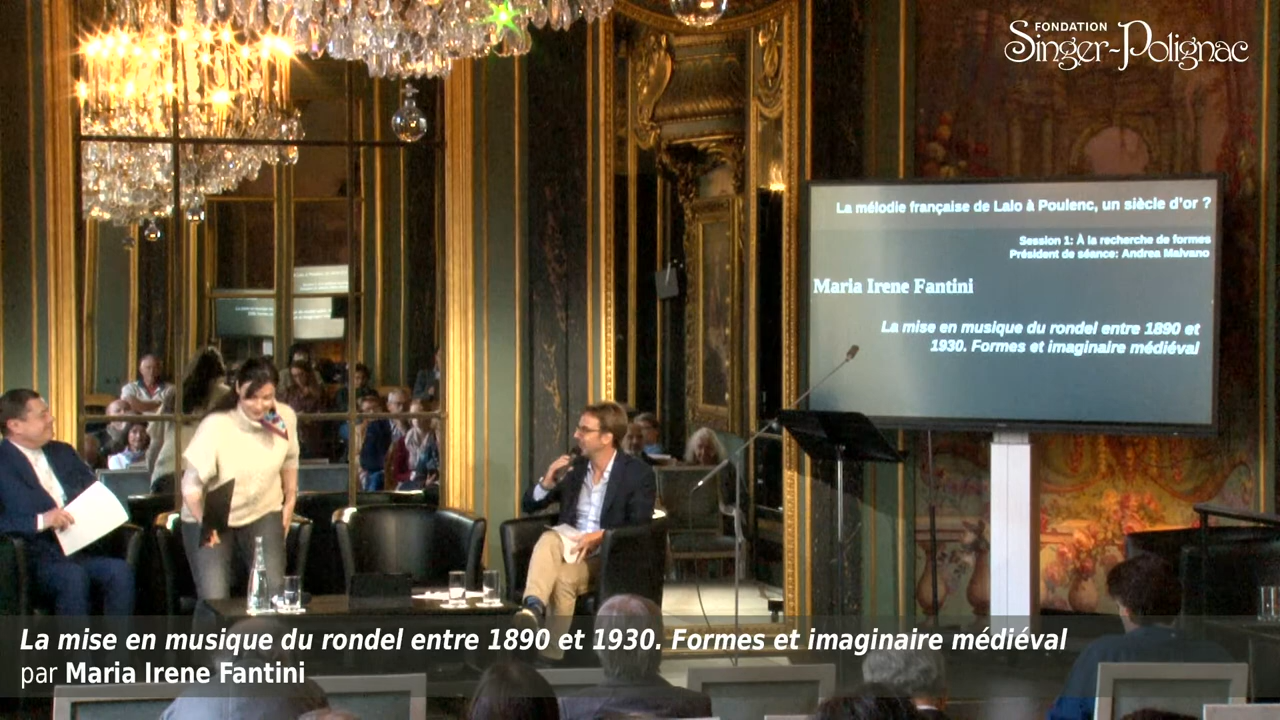 FONDATION
Singer-Polignac
La mélodie française de Lalo à Poulenc, un siècle d'or ?
Session 1: À la recherche de formes
Président de séance: Andrea Malvano
Maria Irene Fantini
La mise en musique du rondel entre 1890 et
1930. Formes et imaginaire médiéval
La mise en musique du rondel entre 1890 et 1930. Formes et imaginaire médiéval
par Maria Irene Fantini